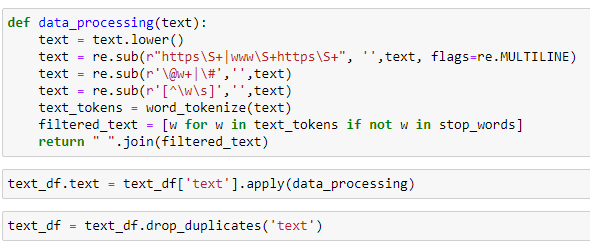 def data_processing(text):
    text = text.lower()
    text = re.sub(r"https\S+|www\S+https\S+", '',text, flags=re.MULTILINE)
    text = re.sub(r'\@w+|\#','',text)
    text = re.sub(r'[^\w\s]','',text)
    text_tokens = word_tokenize(text)
    filtered_text = [w for w in text_tokens if not w in stop_words]
    return " ".join(filtered_text)
text_df.text = text_df['text'].apply(data_processing)
text_df = text_df.drop_duplicates('text')